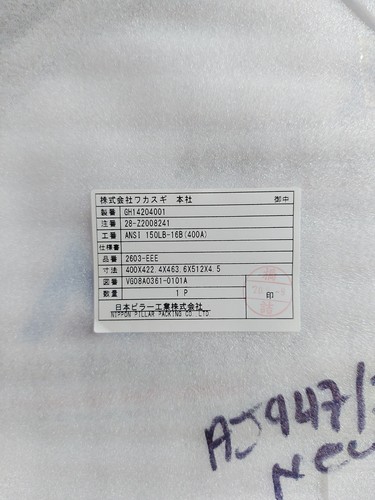 株式会社ワカスギ 本社 御中
製番 GH14204001
注番 28-Z2008241
工番 ANSI 150LB-16B(400A)
仕様書
品番 2603-EEE
寸法 400X422.4X463.6X512X4.5
図番 VG08A0361-0101A
数量 1 P
印
日本ピラー工業株式会社
NIPPON PILLAR PACKING CO.,LTD